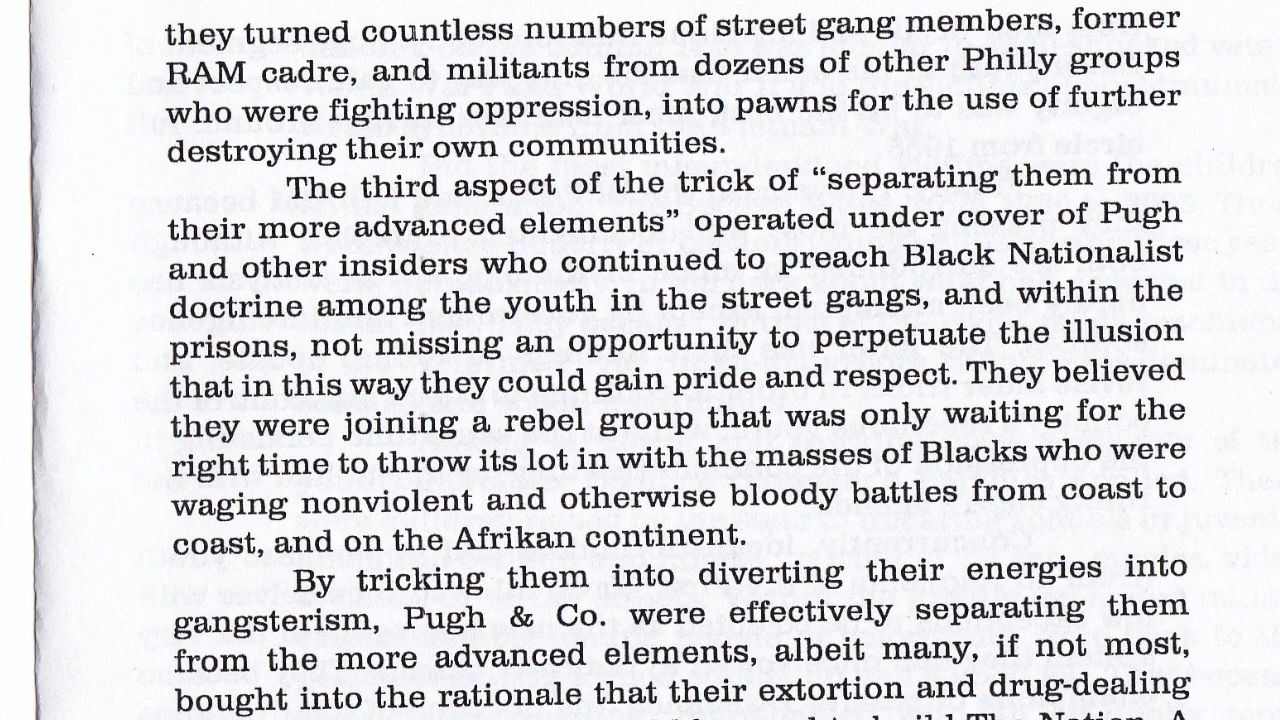 they turned countless numbers of street gang members, former
RAM cadre, and militants from dozens of other Philly groups
who were fighting oppression, into pawns for the use of further
destroying their own communities.
The third aspect of the trick of “separating them from
their more advanced elements” operated under cover of Pugh
and other insiders who continued to preach Black Nationalist
doctrine among the youth in the street gangs, and within the
prisons, not missing an opportunity to perpetuate the illusion
that in this way they could gain pride and respect. They believed
they were joining a rebel group that was only waiting for the
right time to throw its lot in with the masses of Blacks who were
waging nonviolent and otherwise bloody battles from coast to
coast, and on the Afrikan continent.
By tricking them into diverting their energies into
gangsterism, Pugh & Co. were effectively separating them
from the more advanced elements, albeit many, if not most,
bought into the rationale that their extortion and drug-dealing
build The Nation. A